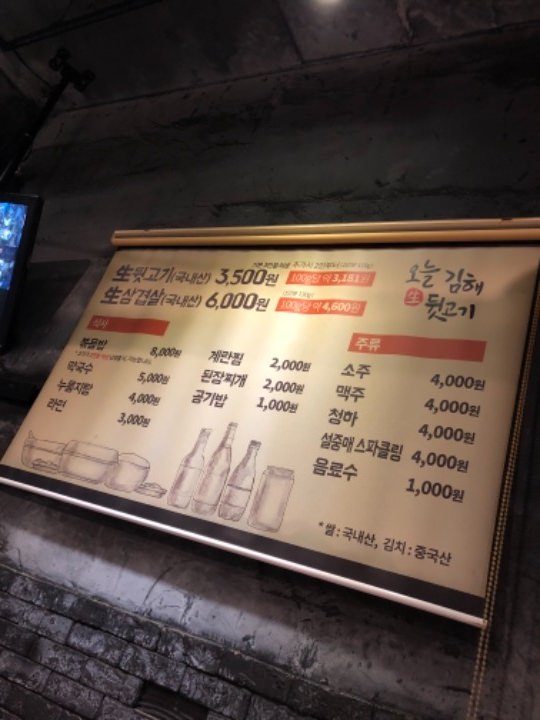 生뒷고기(국내산) 3,500원 100g당 약 3,181원
生삼겹살(국내산) 6,000원 100g당 약 4,600원
오늘 김해
生 뒷고기
식사
볶음밥 8,000원
막국수 5,000원
누룽지탕 4,000원
라면 3,000원
계란찜 2,000원
된장찌개 2,000원
공기밥 1,000원
주류
소주 4,000원
맥주 4,000원
청하 4,000원
설중매 스파클링 4,000원
음료수 1,000원
*쌀 : 국내산, 김치 : 중국산